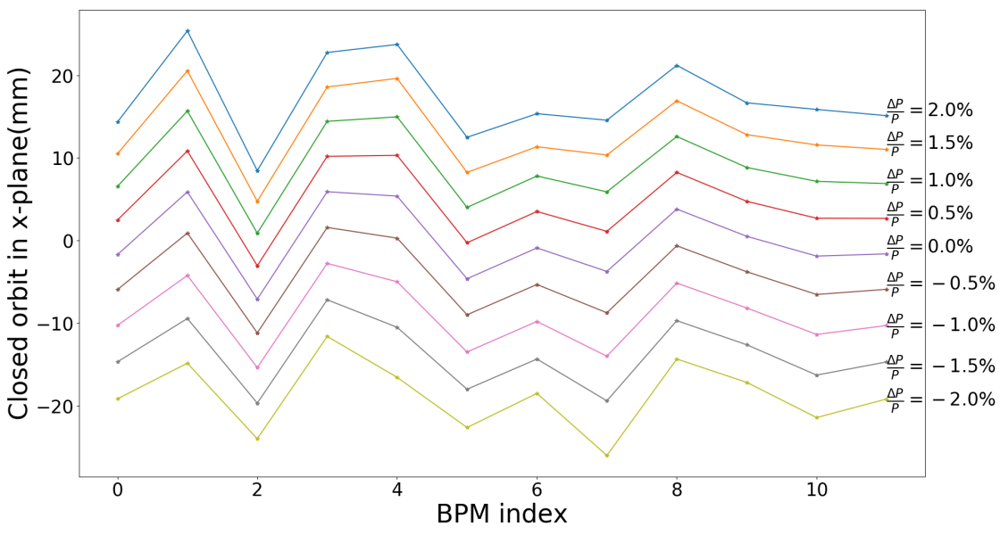 Closed orbit in x-plane(mm)
20
10
0
−10
−20
0 2 4 6 8 10
BPM index
ΔP/P = 2.0%
ΔP/P = 1.5%
ΔP/P = 1.0%
ΔP/P = 0.5%
ΔP/P = 0.0%
ΔP/P = −0.5%
ΔP/P = −1.0%
ΔP/P = −1.5%
ΔP/P = −2.0%